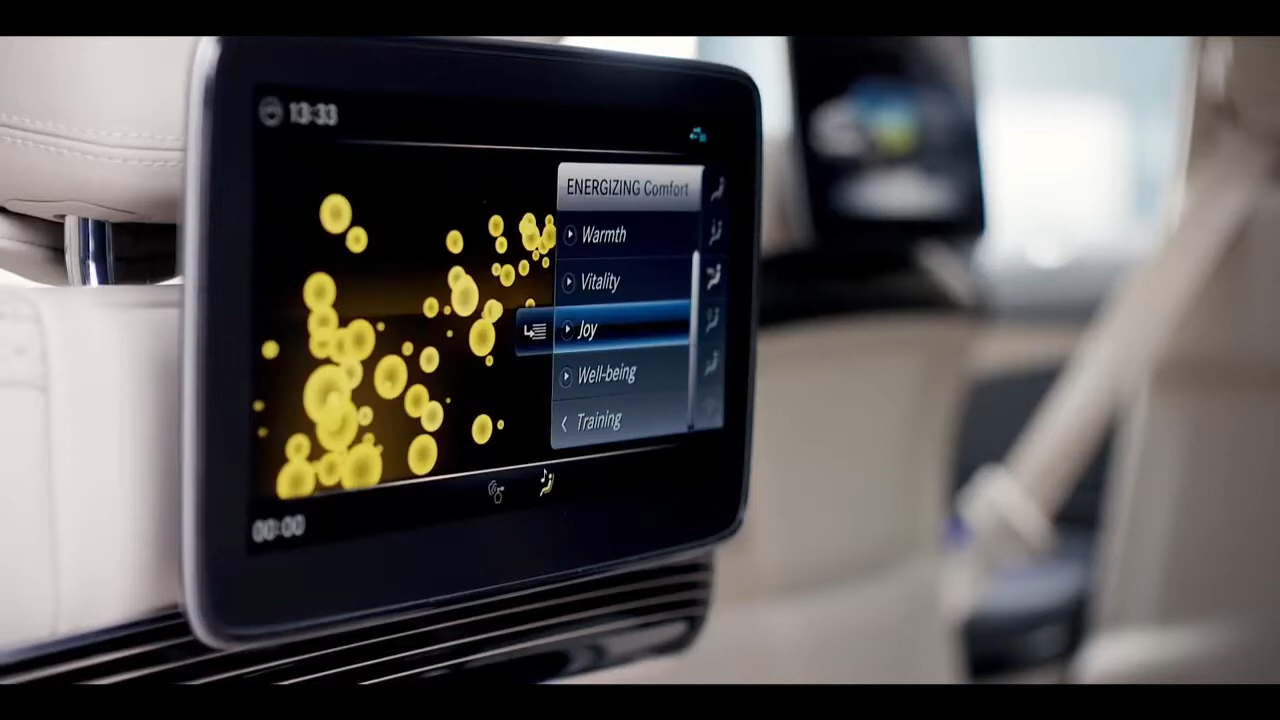 13:33
ENERGIZING Comfort
Warmth
Vitality
Joy
Well-being
Training
00:00